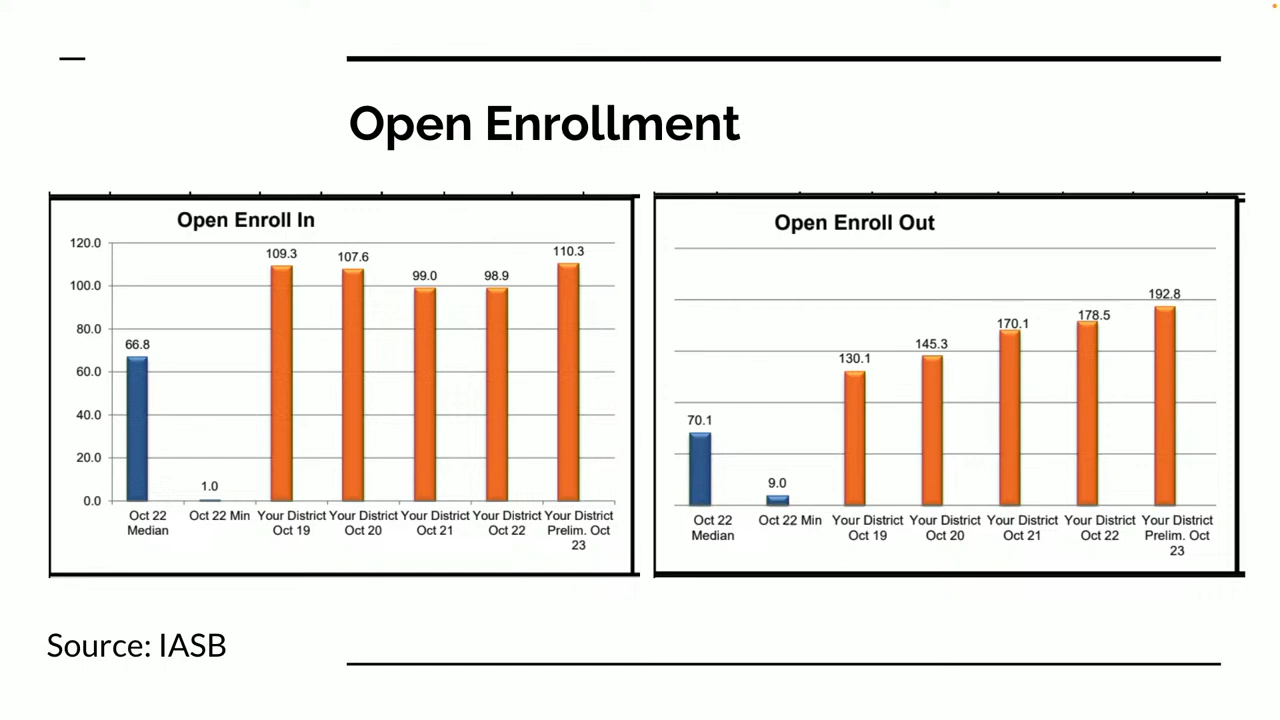 Open Enrollment
Open Enroll In
120.0
100.0
80.0
60.0
40.0
20.0
0.0
66.8
1.0
109.3
107.6
99.0
98.9
110.3
Oct 22
Median
Oct 22 Min
Your District
Oct 19
Your District
Oct 20
Your District
Oct 21
Your District
Oct 22
Your District
Prelim. Oct
23
Open Enroll Out
70.1
9.0
130.1
145.3
170.1
178.5
192.8
Oct 22
Median
Oct 22 Min
Your District
Oct 19
Your District
Oct 20
Your District
Oct 21
Your District
Oct 22
Your District
Prelim. Oct
23
Source: IASB